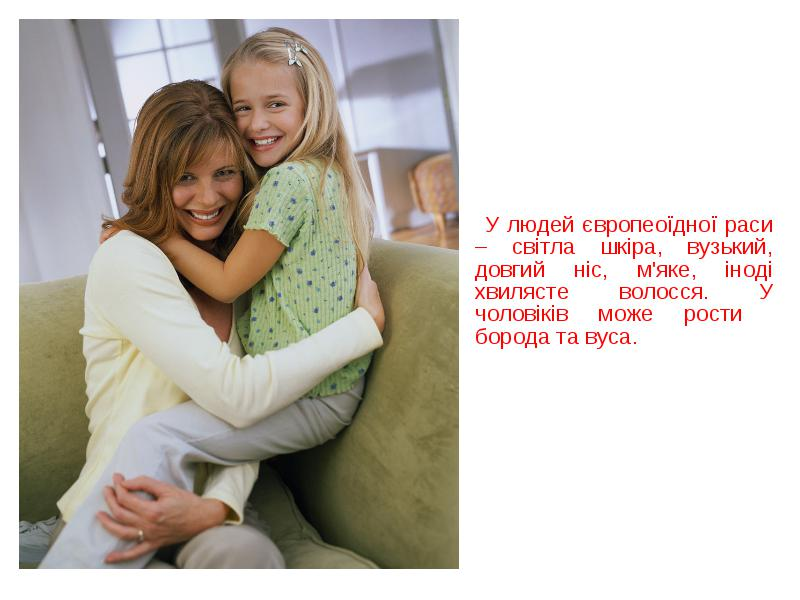 У людей європеоїдної раси
– світла шкіра, вузький,
довгий ніс, м'яке, іноді
хвилясте волосся. У
чоловіків може рости
борода та вуса.